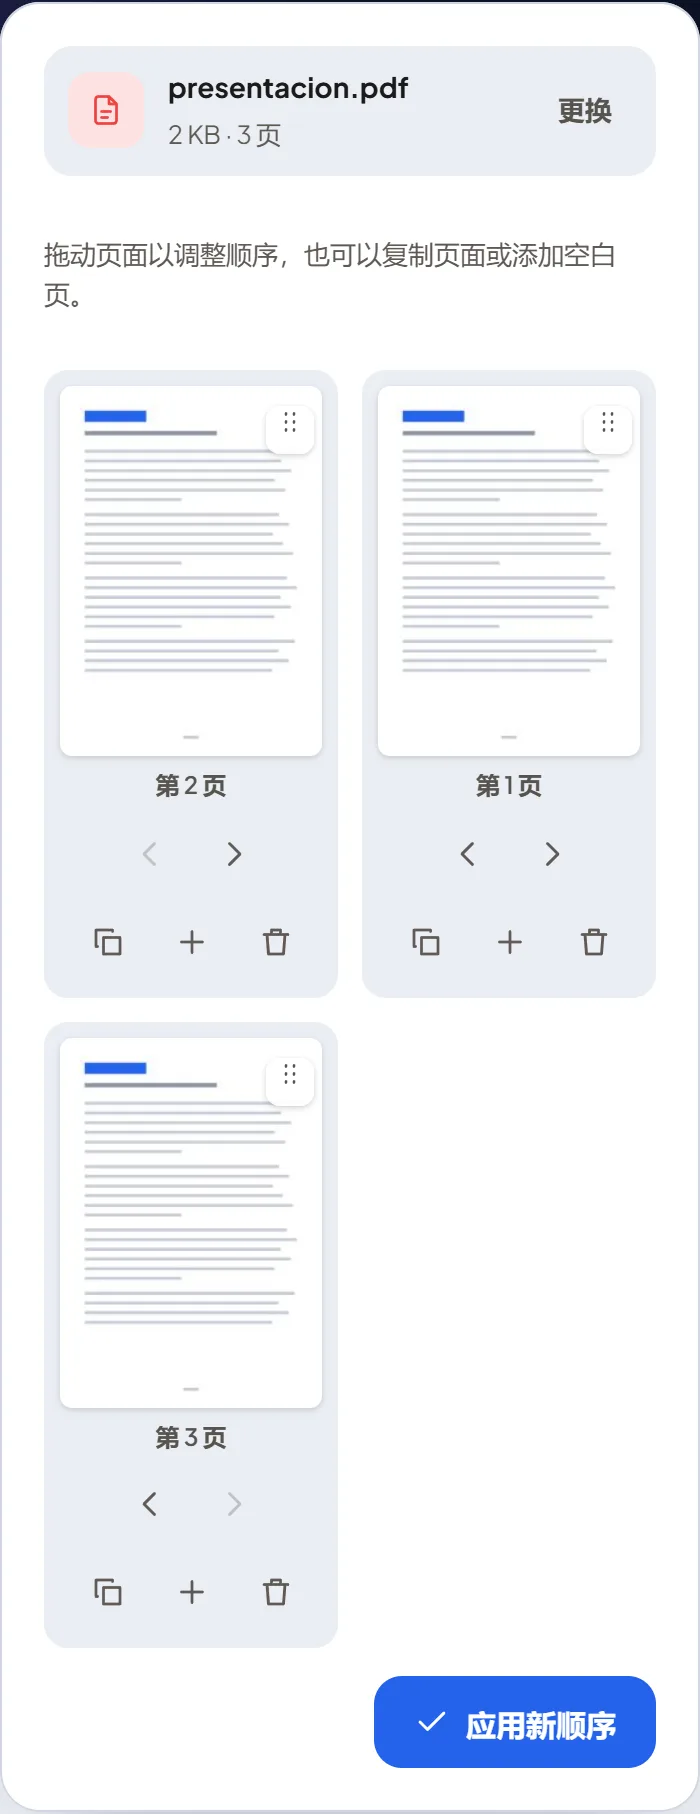 presentacion.pdf
2 KB · 3 页
更换
拖动页面以调整顺序，也可以复制页面或添加空白
页。
第 2 页
第 1 页
第 3 页
应用新顺序